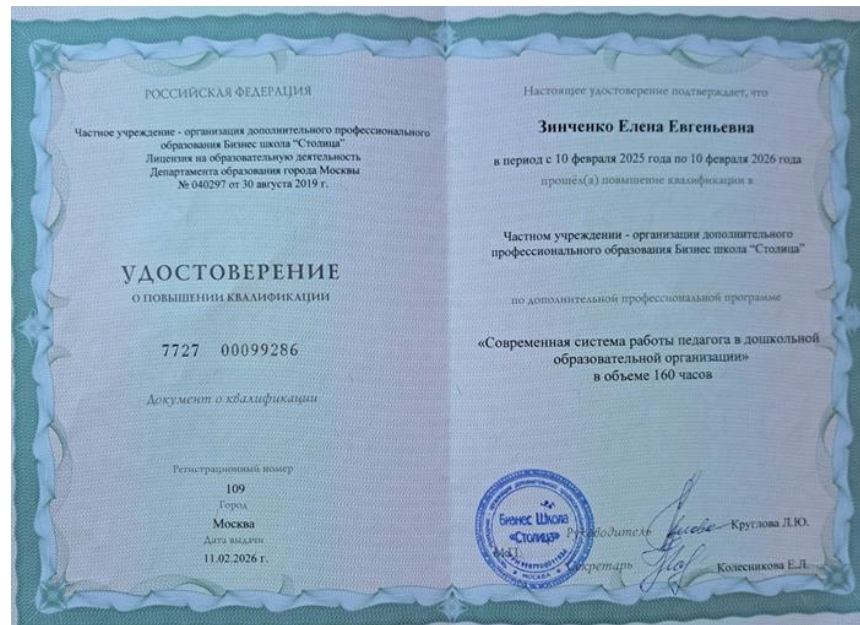 РОССИЙСКАЯ ФЕДЕРАЦИЯ
Частное учреждение - организация дополнительного профессионального
образования Бизнес школа “Столица”
Лицензия на образовательную деятельность
Департамента образования города Москвы
№ 040297 от 30 августа 2019 г.
УДОСТОВЕРЕНИЕ
О ПОВЫШЕНИИ КВАЛИФИКАЦИИ
7727 00099286
Документ о квалификации
Регистрационный номер
109
Город
Москва
Дата выдачи
11.02.2026 г.
Настоящее удостоверение подтверждает, что
Зинченко Елена Евгеньевна
в период с 10 февраля 2025 года по 10 февраля 2026 года
прошёл(а) повышение квалификации в
Частном учреждении - организации дополнительного
профессионального образования Бизнес школа “Столица”
по дополнительной профессиональной программе
«Современная система работы педагога в дошкольной
образовательной организации»
в объеме 160 часов
Бизнес Школа
«Столица»
МОСКВА
М.П.
Руководитель Круглова Л.Ю.
Секретарь Колесникова Е.Л.